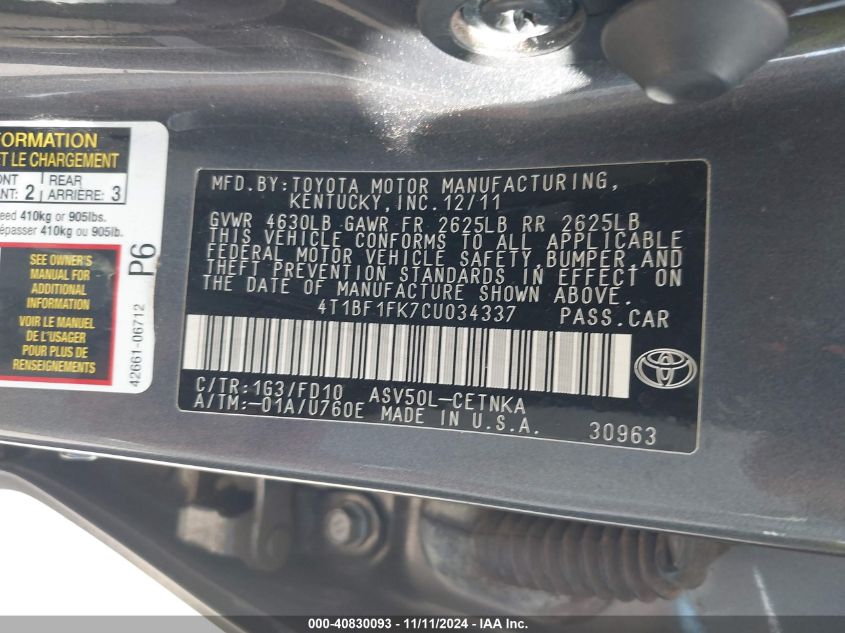 FORMATION
ET LE CHARGEMENT
2 REAR
ARRIÈRE: 3
410kg or 905lbs.
410kg ou 905lb.
SEE OWNER'S
MANUAL FOR
ADDITIONAL
INFORMATION
VOIR LE MANUEL
DE L'USAGER
POUR PLUS DE
RENSEIGNEMENTS
42661-06712
P6
MFD.BY:TOYOTA MOTOR MANUFACTURING,
KENTUCKY,INC.12/11
GVWR 4630LB GAWR FR 2625LB RR 2625LB
THIS VEHICLE CONFORMS TO ALL APPLICABLE
FEDERAL MOTOR VEHICLE SAFETY,BUMPER,AND
THEFT PREVENTION STANDARDS IN EFFECT ON
THE DATE OF MANUFACTURE SHOWN ABOVE.
4T1BF1FK7CU034337 PASS.CAR
C/TR:1G3/FD10 ASV50L-CETNKA
A/TM:-01A/U760E MADE IN U.S.A.
30963
000-40830093 - 11/11/2024 - IAA Inc.